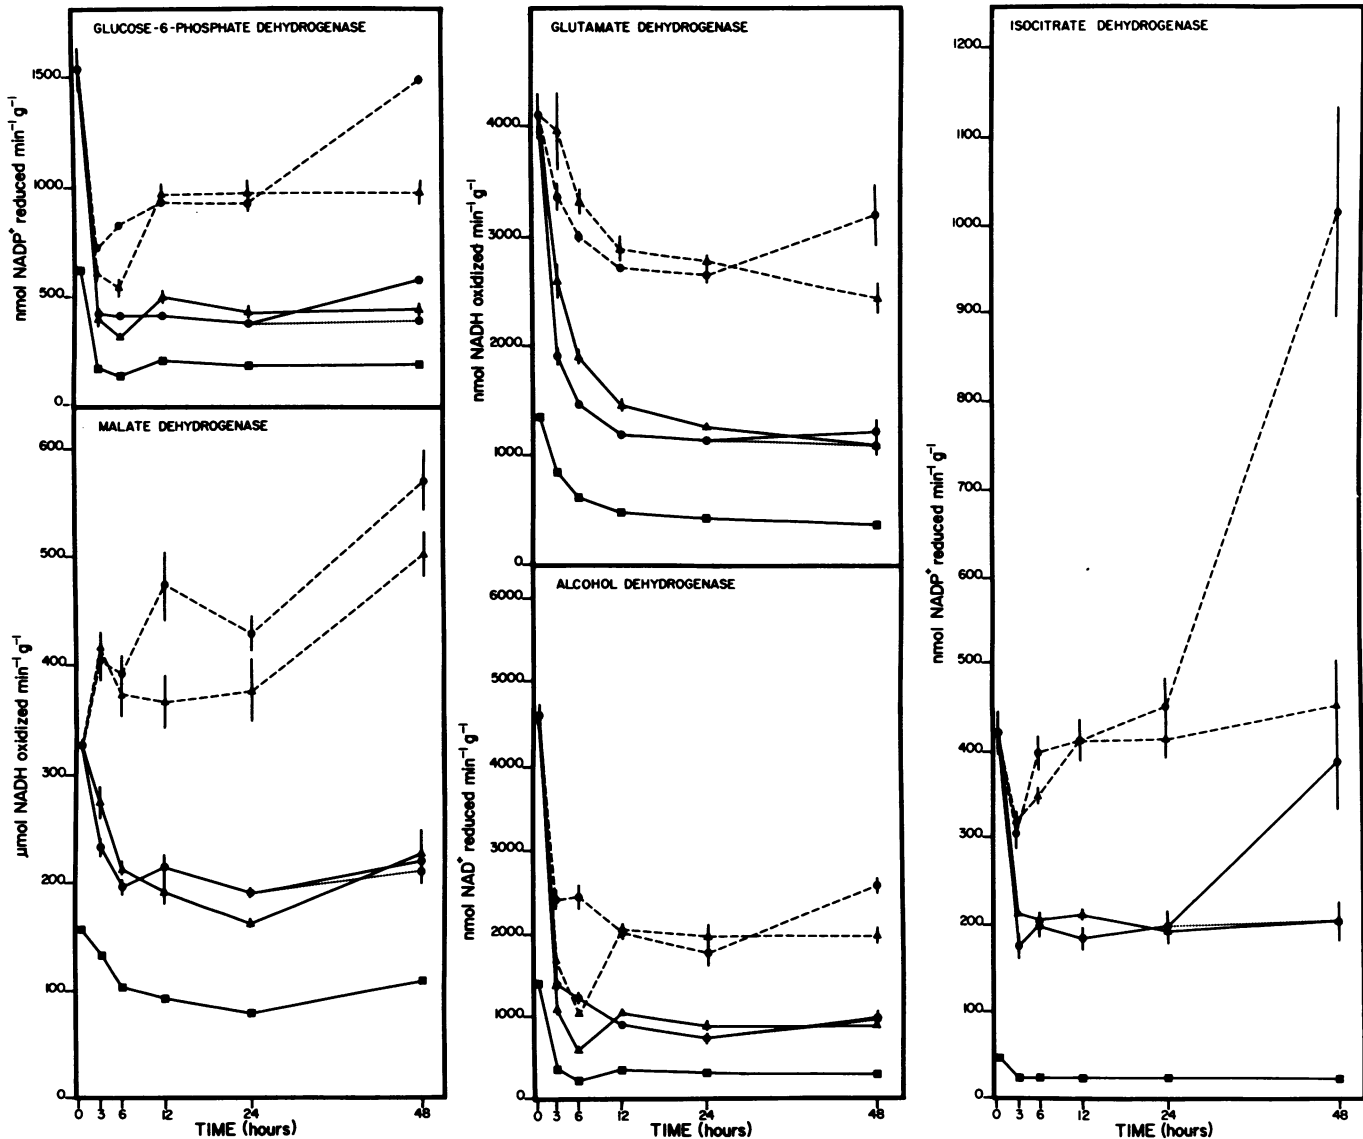 GLUCOSE-6-PHOSPHATE DEHYDROGENASE
nmol NADP⁺ reduced min⁻¹ g⁻¹
1500
1000
500
0
MALATE DEHYDROGENASE
μmol NADH oxidized min⁻¹ g⁻¹
600
500
400
300
200
100
0
0 3 6 12 24 48
TIME (hours)
GLUTAMATE DEHYDROGENASE
nmol NADH oxidized min⁻¹ g⁻¹
4000
3000
2000
1000
0
ALCOHOL DEHYDROGENASE
nmol NAD⁺ reduced min⁻¹ g⁻¹
6000
5000
4000
3000
2000
1000
0
0 3 6 12 24 48
TIME (hours)
ISOCITRATE DEHYDROGENASE
nmol NADP⁺ reduced min⁻¹ g⁻¹
1200
1100
1000
900
800
700
600
500
400
300
200
100
0
0 3 6 12 24 48
TIME (hours)